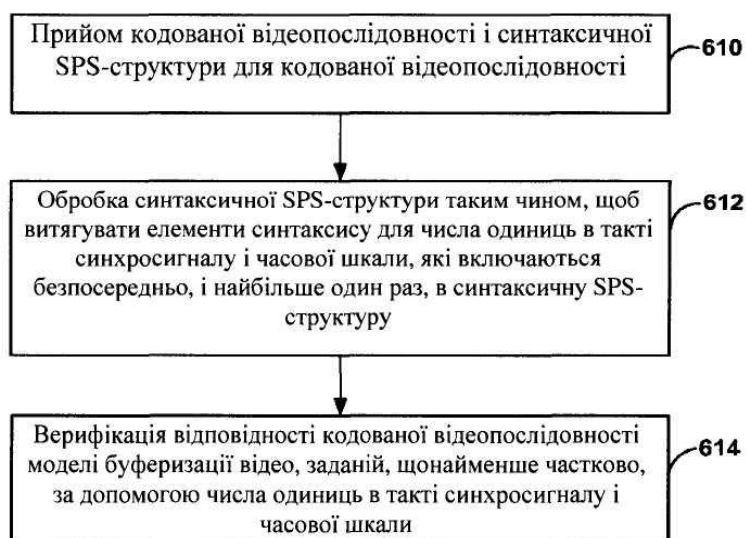 Прийом кодованої відеопослідовності і синтаксичної
SPS-структури для кодованої відеопослідовності
610
Обробка синтаксичної SPS-структури таким чином, щоб
витягувати елементи синтаксису для числа одиниць в такті
синхросигналу і часової шкали, які включаються
безпосередньо, і найбільше один раз, в синтаксичну SPS-
структуру
612
Верифікація відповідності кодованої відеопослідовності
моделі буферизації відео, заданій, щонайменше частково,
за допомогою числа одиниць в такті синхросигналу і
часової шкали
614